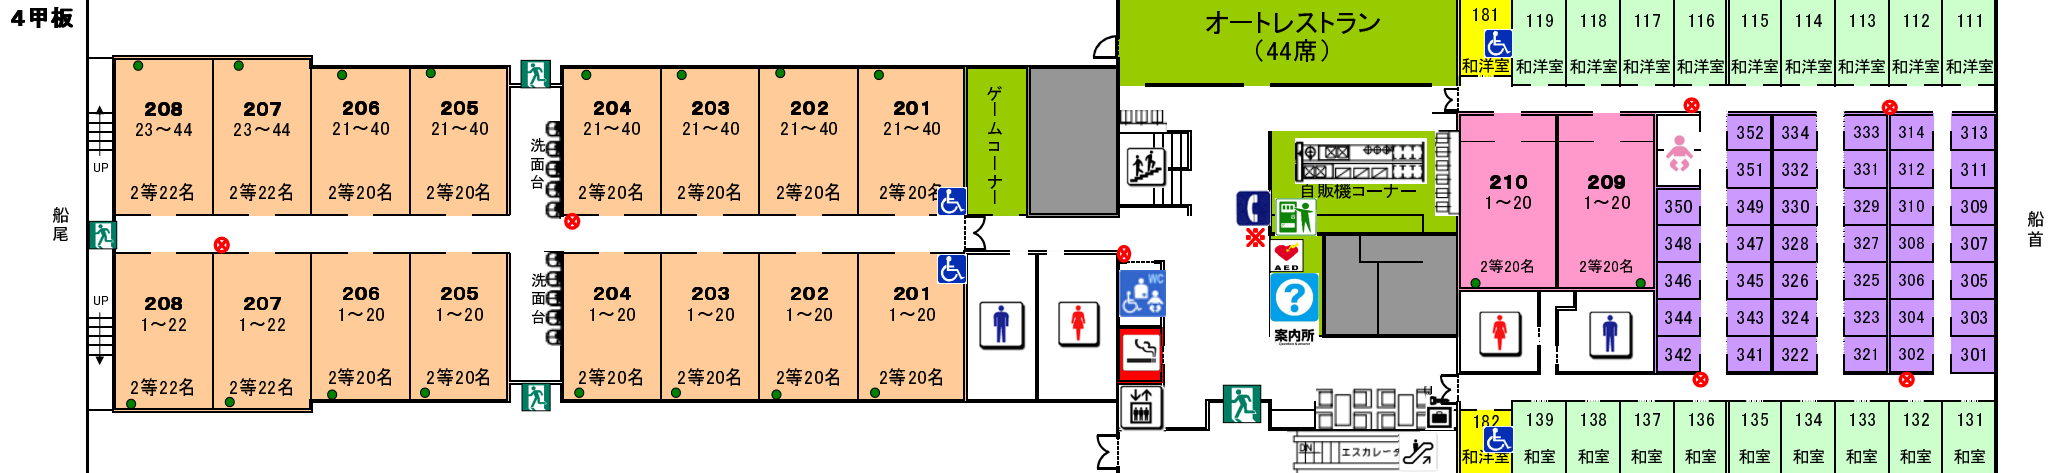 4甲板
オートレストラン
（44席）
181
119
118
117
116
115
114
113
112
111
和洋室
和洋室
和洋室
和洋室
和洋室
和洋室
和洋室
和洋室
和洋室
和洋室
208
23～44
2等22名
207
23～44
2等22名
206
21～40
2等20名
205
21～40
2等20名
洗面台
204
21～40
2等20名
203
21～40
2等20名
202
21～40
2等20名
201
21～40
2等20名
ゲームコーナー
自販機コーナー
UP
船尾
船首
※
AED
WC
?
案内所
210
1～20
2等20名
209
1～20
2等20名
352
334
333
314
313
351
332
331
312
311
350
349
330
329
310
309
348
347
328
327
308
307
346
345
326
325
306
305
344
343
324
323
304
303
342
341
322
321
302
301
UP
208
1～22
2等22名
207
1～22
2等22名
206
1～20
2等20名
205
1～20
2等20名
洗面台
204
1～20
2等20名
203
1～20
2等20名
202
1～20
2等20名
201
1～20
2等20名
DN
エスカレータ
182
139
138
137
136
135
134
133
132
131
和洋室
和室
和室
和室
和室
和室
和室
和室
和室
和室